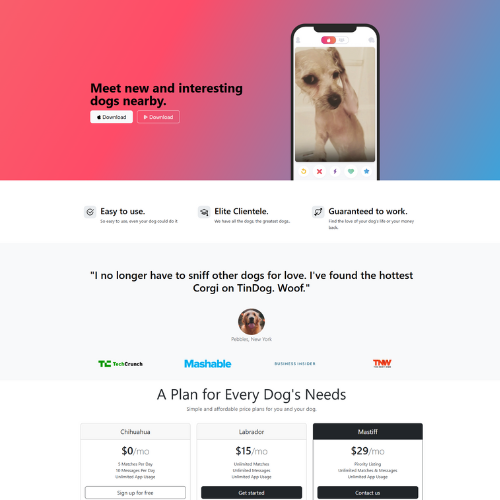 Meet new and interesting
dogs nearby.
Download
Download
Easy to use.
So easy to use, even your dog could do it.
Elite Clientele.
We have all the dogs, the greatest dogs.
Guaranteed to work.
Find the love of your dog's life or your money
back.
"I no longer have to sniff other dogs for love. I've found the hottest
Corgi on TinDog. Woof."
Pebbles, New York
TC TechCrunch
Mashable
BUSINESS INSIDER
TNW
A Plan for Every Dog's Needs
Simple and affordable price plans for you and your dog.
Chihuahua
$0/mo
5 Matches Per Day
10 Messages Per Day
Unlimited App Usage
Sign up for free
Labrador
$15/mo
Unlimited Matches
Unlimited Messages
Unlimited App Usage
Get started
Mastiff
$29/mo
Priority Listing
Unlimited Matches & Messages
Unlimited App Usage
Contact us